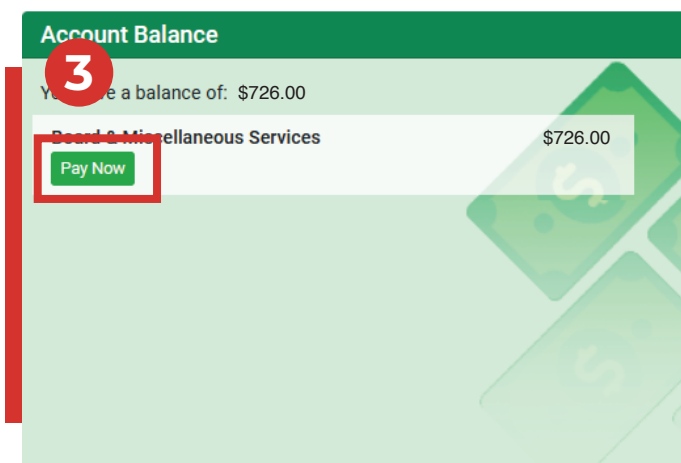 Account Balance
3
You have a balance of: $726.00
Board & Miscellaneous Services $726.00
Pay Now